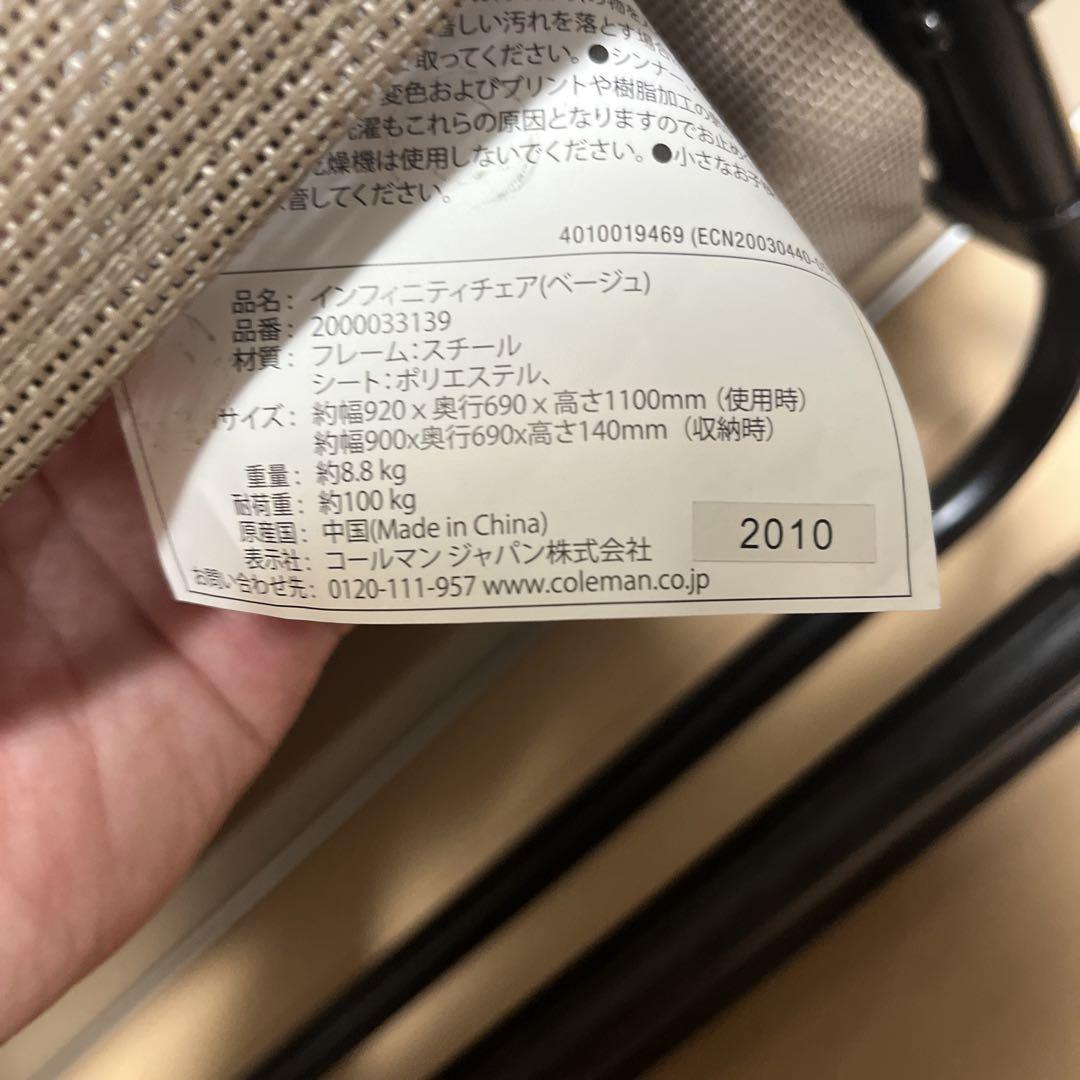 しい汚れを落とす場合
取ってください。●シンナー
変色およびプリントや樹脂加工の
濯もこれらの原因となりますのでお止め
燥機は使用しないでください。●小さなお子様
管してください。
4010019469 (ECN20030440-
品名：インフィニティチェア(ベージュ)
品番：2000033139
材質：フレーム:スチール
シート:ポリエステル、
サイズ：約幅920 x 奥行690 x 高さ1100mm（使用時）
約幅900x奥行690x高さ140mm（収納時）
重量：約8.8 kg
耐荷重：約100 kg
原産国：中国(Made in China)
表示社：コールマン ジャパン株式会社
お問い合わせ先：0120-111-957 www.coleman.co.jp
2010